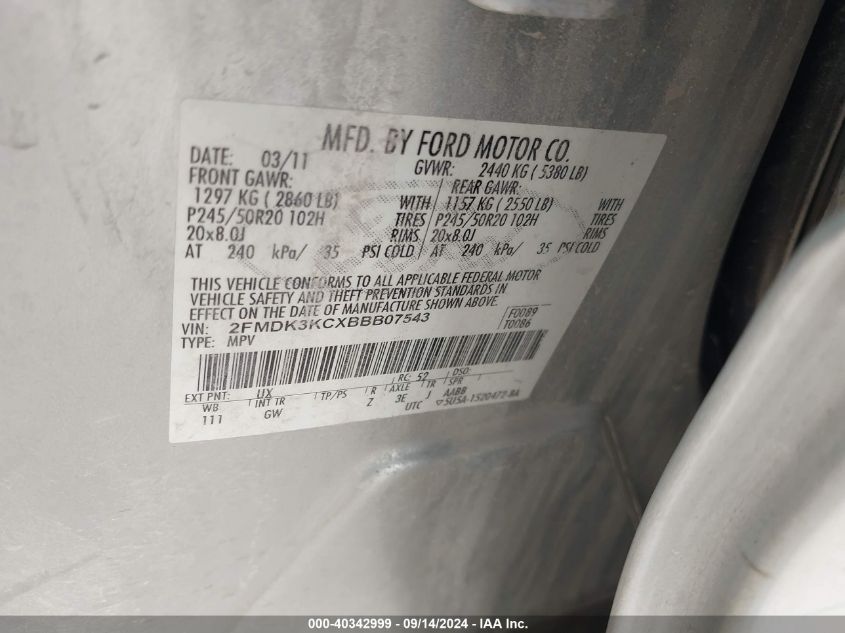 MFD. BY FORD MOTOR CO.
DATE: 03/11 GVWR: 2440 KG ( 5380 LB)
FRONT GAWR: REAR GAWR:
1297 KG ( 2860 LB) WITH 1157 KG ( 2550 LB) WITH
P245/50R20 102H TIRES P245/50R20 102H TIRES
20x8.0J RIMS 20x8.0J RIMS
AT 240 kPa/ 35 PSI COLD AT 240 kPa/ 35 PSI COLD
THIS VEHICLE CONFORMS TO ALL APPLICABLE FEDERAL MOTOR
VEHICLE SAFETY AND THEFT PREVENTION STANDARDS IN
EFFECT ON THE DATE OF MANUFACTURE SHOWN ABOVE.
VIN: 2FMDK3KCXBBB07543 F0089
TYPE: MPV T0086
EXT PNT: UX RC: 52 DSO:
WB INT TR TP/PS R AXLE TR SPR
111 GW Z 3E J AABB
UTC 5U5A-1520472-BA
000-40342999 - 09/14/2024 - IAA Inc.